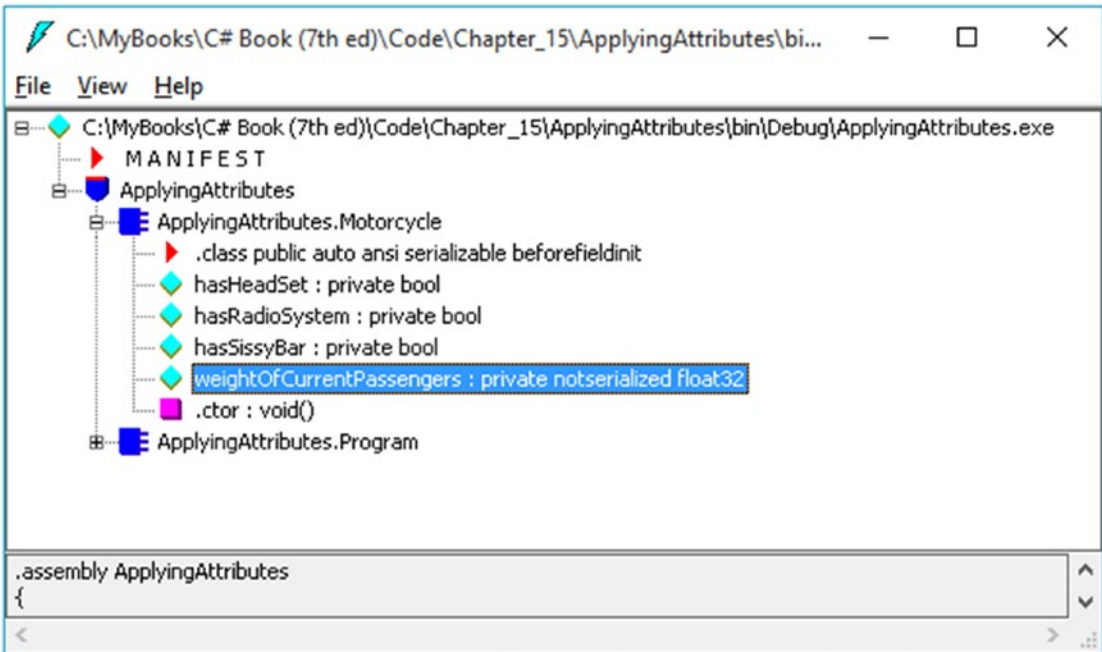 C:\MyBooks\C# Book (7th ed)\Code\Chapter_15\ApplyingAttributes\bi...
File View Help
C:\MyBooks\C# Book (7th ed)\Code\Chapter_15\ApplyingAttributes\bin\Debug\ApplyingAttributes.exe
MANIFEST
ApplyingAttributes
ApplyingAttributes.Motorcycle
.class public auto ansi serializable beforefieldinit
hasHeadSet : private bool
hasRadioSystem : private bool
hasSissyBar : private bool
weightOfCurrentPassengers : private notserialized float32
.ctor : void()
ApplyingAttributes.Program
.assembly ApplyingAttributes
{